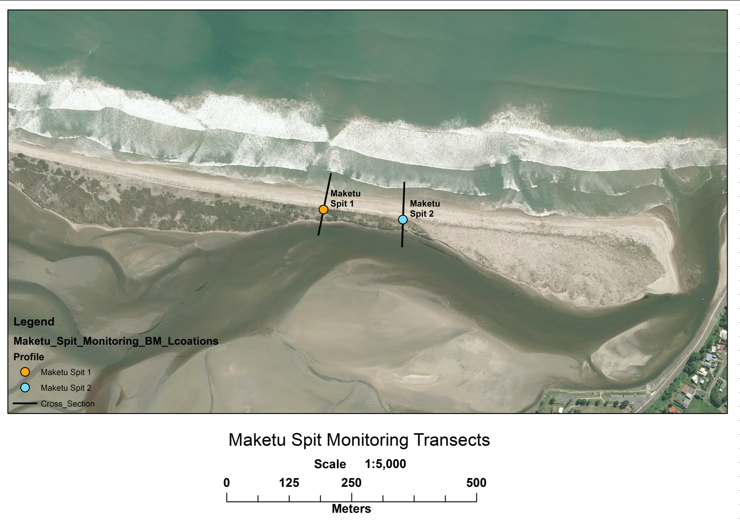 Maketu
Spit 1
Maketu
Spit 2
Legend
Maketu_Spit_Monitoring_BM_Lcoations
Profile
Maketu Spit 1
Maketu Spit 2
Cross_Section
Maketu Spit Monitoring Transects
Scale 1:5,000
0 125 250 500
Meters